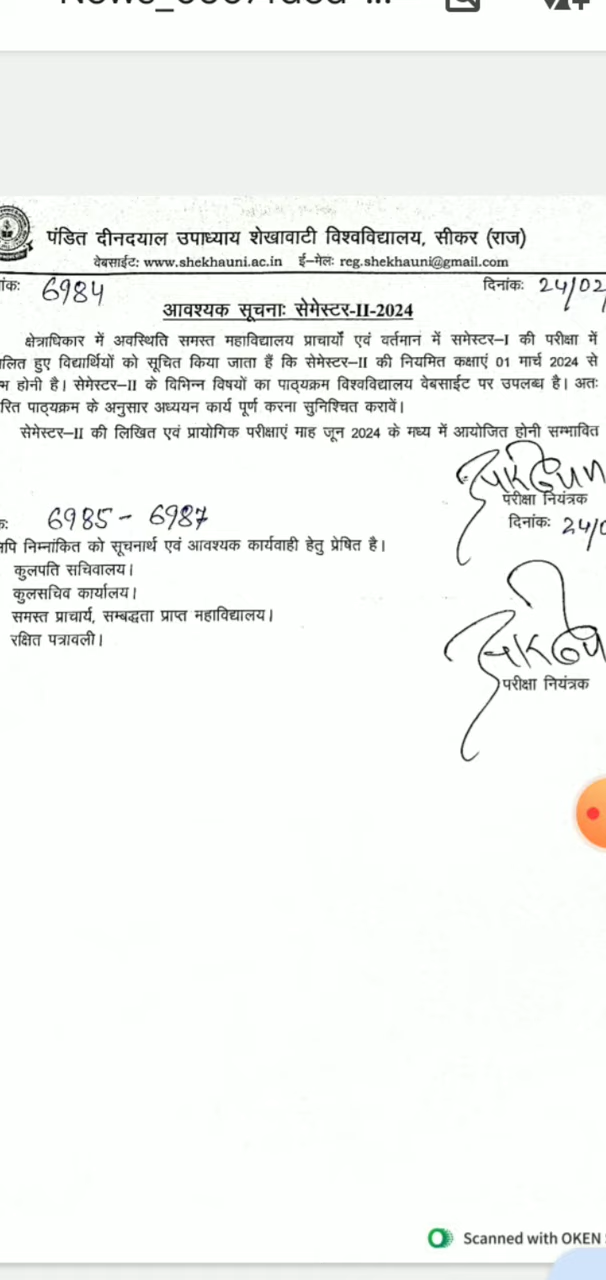 पंडित दीनदयाल उपाध्याय शेखावाटी विश्वविद्यालय, सीकर (राज)
वेबसाईट: www.shekhauni.ac.in ई-मेल: reg.shekhauni@gmail.com
ांक: 6984 दिनांक: 24/02/
आवश्यक सूचनाः सेमेस्टर-II-2024
क्षेत्राधिकार में अवस्थिति समस्त महाविद्यालय प्राचार्यों एवं वर्तमान में सेमेस्टर-I की परीक्षा में
लित हुए विद्यार्थियों को सूचित किया जाता हैं कि सेमेस्टर-II की नियमित कक्षाएं 01 मार्च 2024 से
भ होनी है। सेमेस्टर-II के विभिन्न विषयों का पाठ्यक्रम विश्वविद्यालय वेबसाईट पर उपलब्ध है। अतः
रित पाठ्यक्रम के अनुसार अध्ययन कार्य पूर्ण करना सुनिश्चित करावें।
सेमेस्टर-II की लिखित एवं प्रायोगिक परीक्षाएं माह जून 2024 के मध्य में आयोजित होनी सम्भावित
परीक्षा नियंत्रक
कः 6985 - 6987 दिनांकः 24/0
पि निम्नांकित को सूचनार्थ एवं आवश्यक कार्यवाही हेतु प्रेषित है।
कुलपति सचिवालय।
कुलसचिव कार्यालय।
समस्त प्राचार्य, सम्बद्धता प्राप्त महाविद्यालय।
रक्षित पत्रावली।
परीक्षा नियंत्रक
Scanned with OKEN